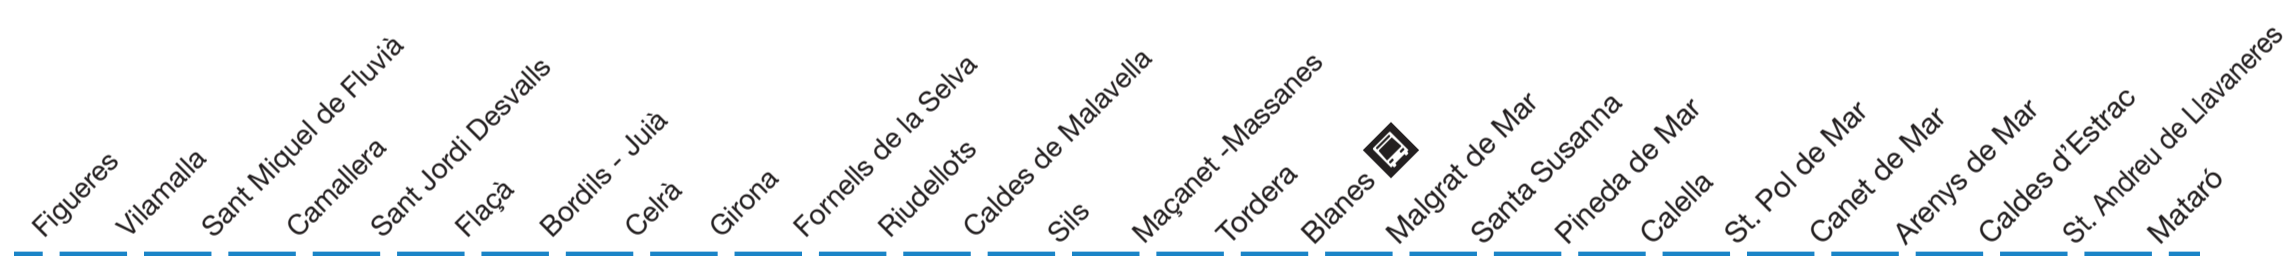 Figueres
Vilamalla
Sant Miquel de Fluvià
Camallera
Sant Jordi Desvalls
Flaçà
Bordils - Juià
Celrà
Girona
Fornells de la Selva
Riudellots
Caldes de Malavella
Sils
Maçanet -Massanes
Tordera
Blanes
Malgrat de Mar
Santa Susanna
Pineda de Mar
Calella
St. Pol de Mar
Canet de Mar
Arenys de Mar
Caldes d'Estrac
St. Andreu de Llavaneres
Mataró